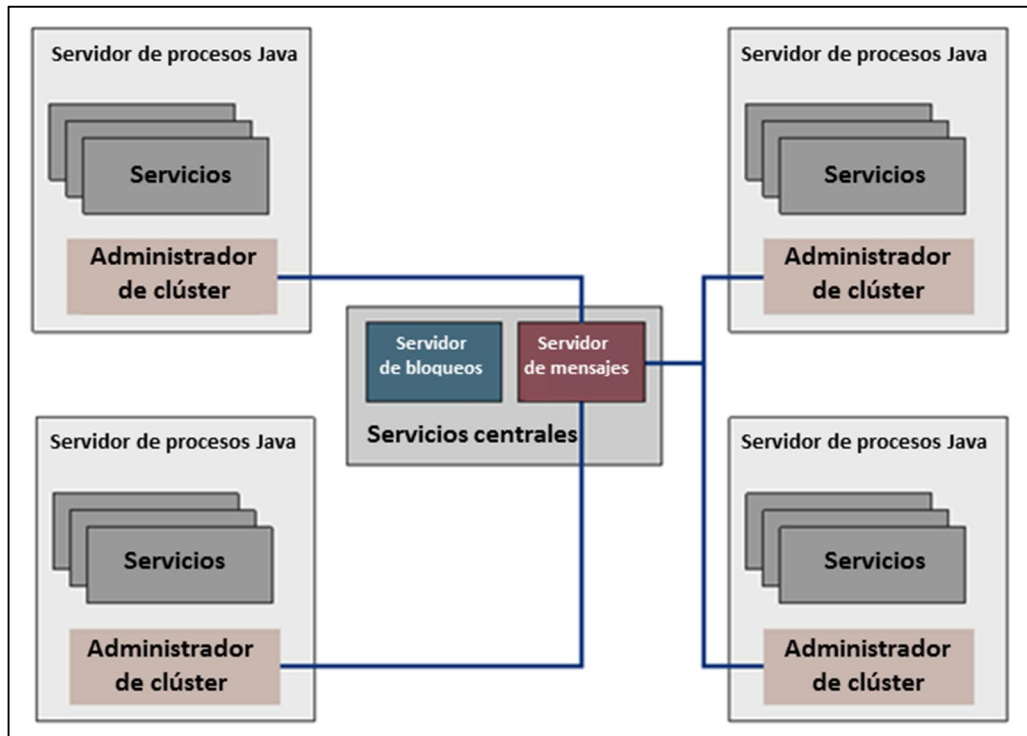 Servidor de procesos Java
Servicios
Administrador
de clúster
Servidor de procesos Java
Servicios
Administrador
de clúster
Servidor
de bloqueos
Servidor
de mensajes
Servicios centrales
Servidor de procesos Java
Servicios
Administrador
de clúster
Servidor de procesos Java
Servicios
Administrador
de clúster